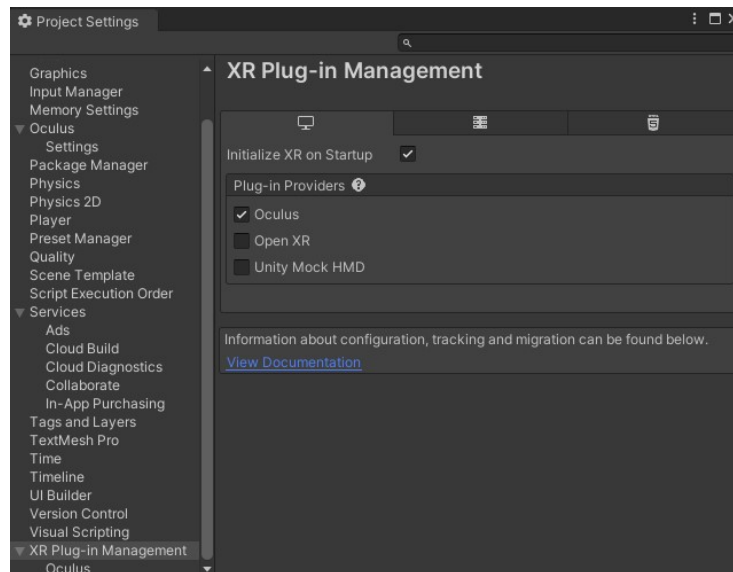 Project Settings
XR Plug-in Management
Graphics
Input Manager
Memory Settings
Oculus
Settings
Package Manager
Physics
Physics 2D
Player
Preset Manager
Quality
Scene Template
Script Execution Order
Services
Ads
Cloud Build
Cloud Diagnostics
Collaborate
In-App Purchasing
Tags and Layers
TextMesh Pro
Time
Timeline
UI Builder
Version Control
Visual Scripting
XR Plug-in Management
Oculus
Initialize XR on Startup
Plug-in Providers
Oculus
Open XR
Unity Mock HMD
Information about configuration, tracking and migration can be found below.
View Documentation